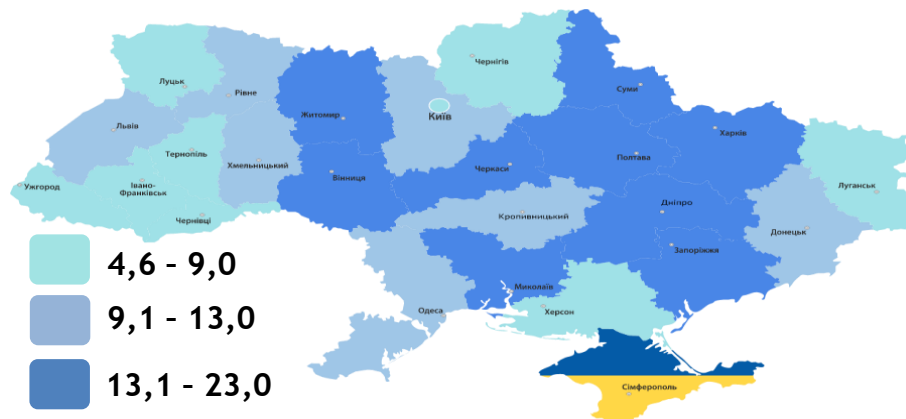 Чернігів
Луцьк
Рівне
Суми
Київ
Житомир
Львів
Харків
Тернопіль
Полтава
Хмельницький
Черкаси
Вінниця
Ужгород
Івано-
Франківськ
Луганськ
Дніпро
Чернівці
Кропивницький
Донецьк
Запоріжжя
4,6 – 9,0
Миколаїв
Одеса
Херсон
9,1 – 13,0
13,1 – 23,0
Сімферополь